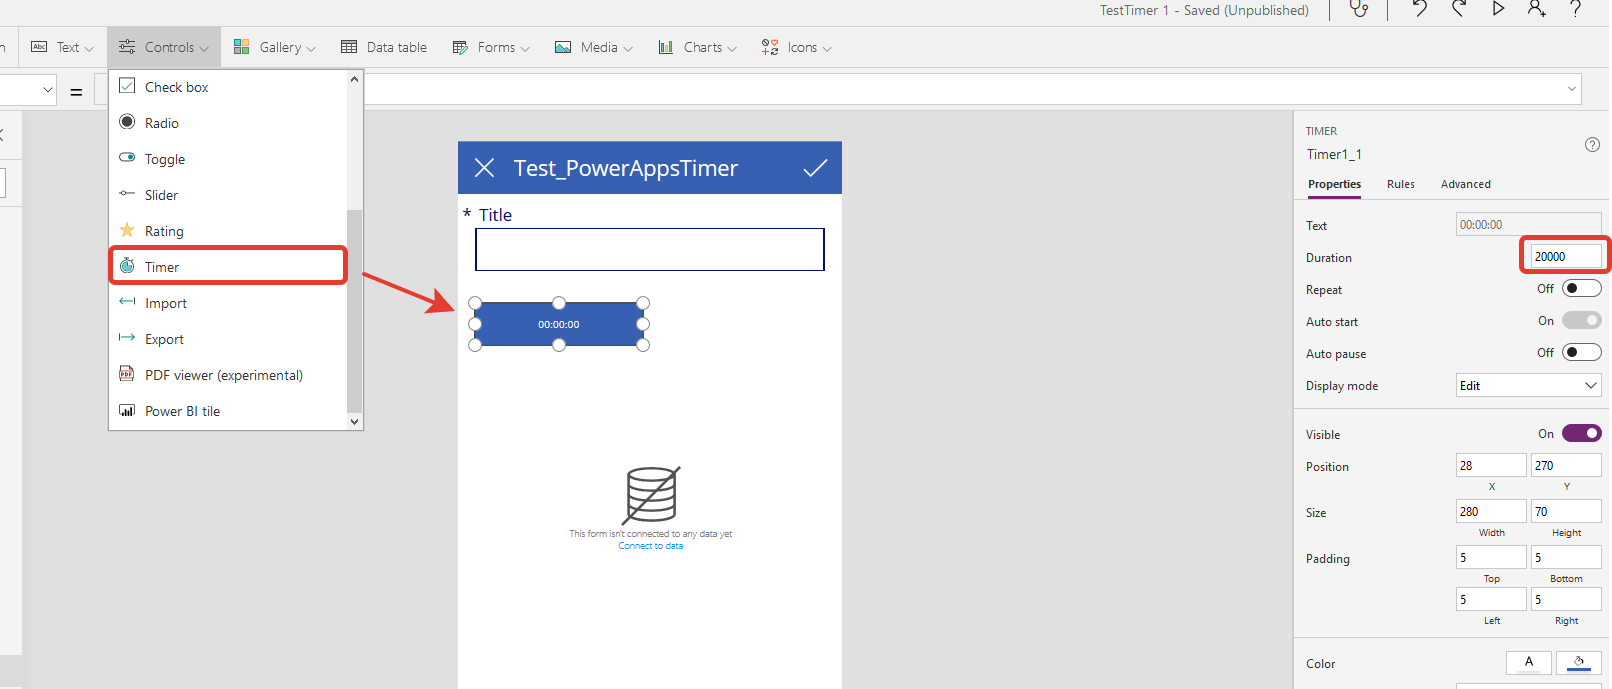 TestTimer 1 - Saved (Unpublished)
n Abc Text Controls Gallery Data table Forms Media Charts Icons
=
Check box
Radio
Toggle
Slider
Rating
Timer
Import
Export
PDF PDF viewer (experimental)
Power BI tile
Test_PowerAppsTimer
* Title
00:00:00
This form isn't connected to any data yet
Connect to data
TIMER
Timer1_1
?
Properties Rules Advanced
Text 00:00:00
Duration 20000
Repeat Off
Auto start On
Auto pause Off
Display mode Edit
Visible On
Position 28 270
X Y
Size 280 70
Width Height
Padding 5 5
Top Bottom
5 5
Left Right
Color A